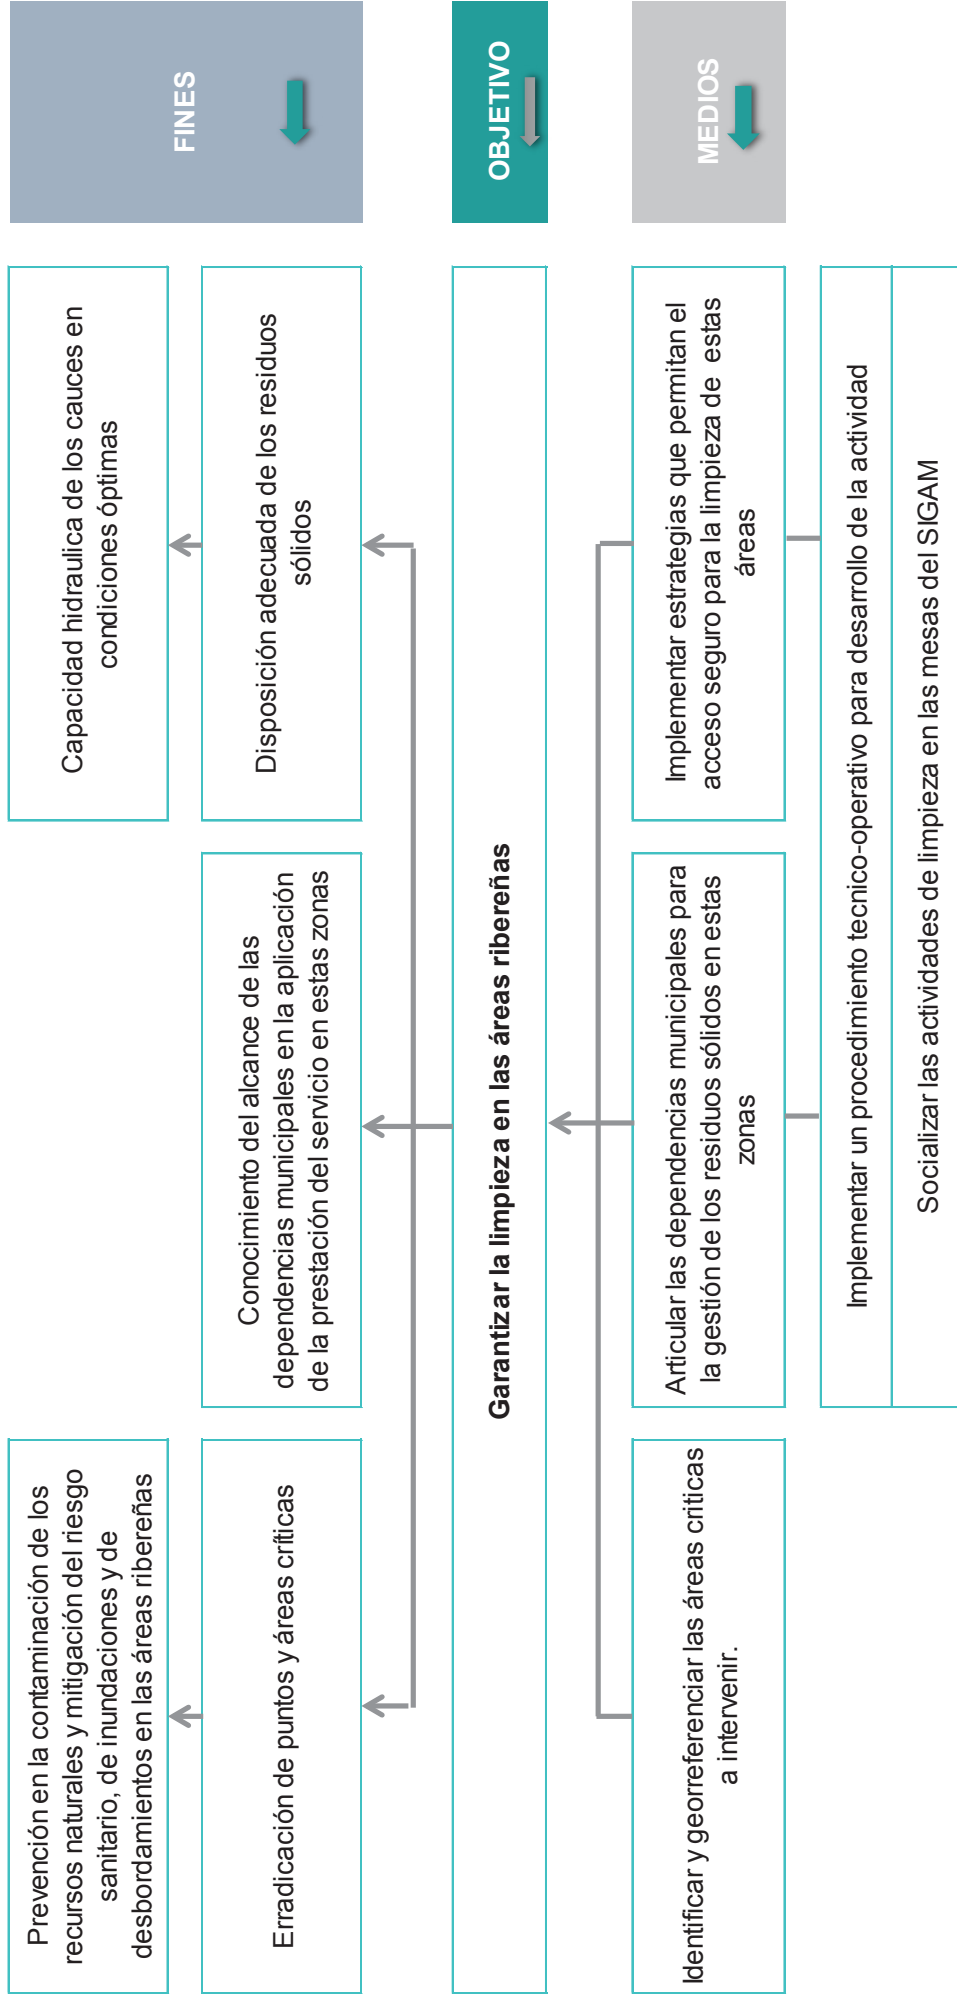 Prevención en la contaminación de los
recursos naturales y mitigación del riesgo
sanitario, de inundaciones y de
desbordamientos en las áreas ribereñas
Capacidad hidraulica de los cauces en
condiciones óptimas
FINES
Erradicación de puntos y áreas críticas
Conocimiento del alcance de las
dependencias municipales en la aplicación
de la prestación del servicio en estas zonas
Disposición adecuada de los residuos
sólidos
Garantizar la limpieza en las áreas ribereñas
OBJETIVO
Identificar y georreferenciar las áreas criticas
a intervenir.
Articular las dependencias municipales para
la gestión de los residuos sólidos en estas
zonas
Implementar estrategias que permitan el
acceso seguro para la limpieza de estas
áreas
MEDIOS
Implementar un procedimiento tecnico-operativo para desarrollo de la actividad
Socializar las actividades de limpieza en las mesas del SIGAM